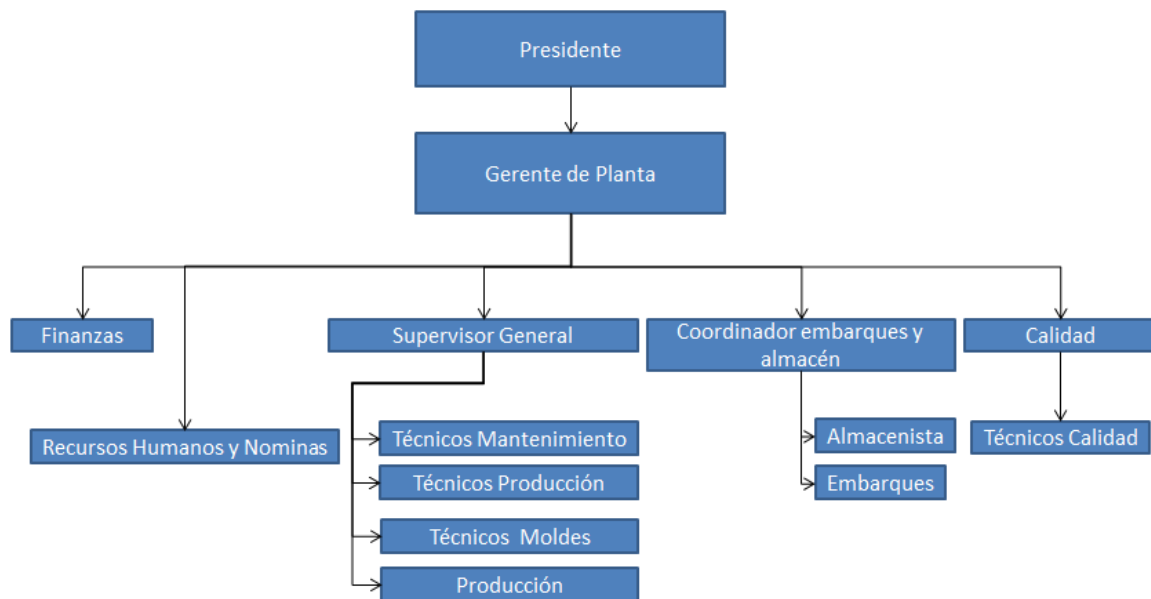 Presidente
Gerente de Planta
Finanzas
Supervisor General
Coordinador embarques y
almacén
Calidad
Recursos Humanos y Nominas
Técnicos Mantenimiento
Técnicos Producción
Técnicos Moldes
Producción
Almacenista
Embarques
Técnicos Calidad